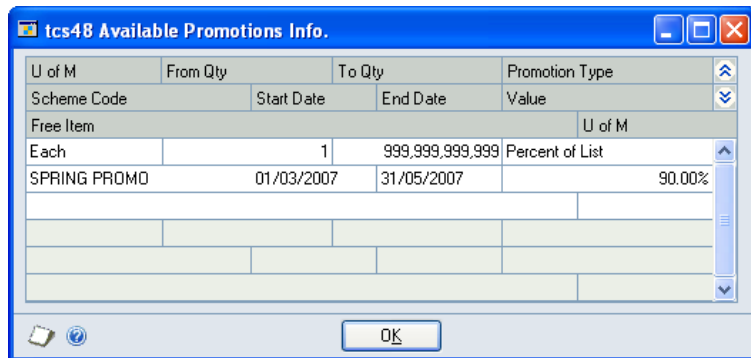 tcs48 Available Promotions Info.
U of M From Qty To Qty Promotion Type
Scheme Code Start Date End Date Value
Free Item U of M
Each 1 999,999,999,999 Percent of List
SPRING PROMO 01/03/2007 31/05/2007 90.00%
OK